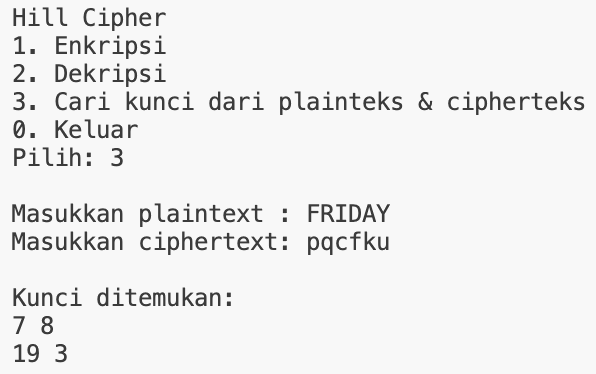 Hill Cipher
1. Enkripsi
2. Dekripsi
3. Cari kunci dari plainteks & cipherteks
0. Keluar
Pilih: 3
Masukkan plaintext : FRIDAY
Masukkan ciphertext: pqcfku
Kunci ditemukan:
7 8
19 3